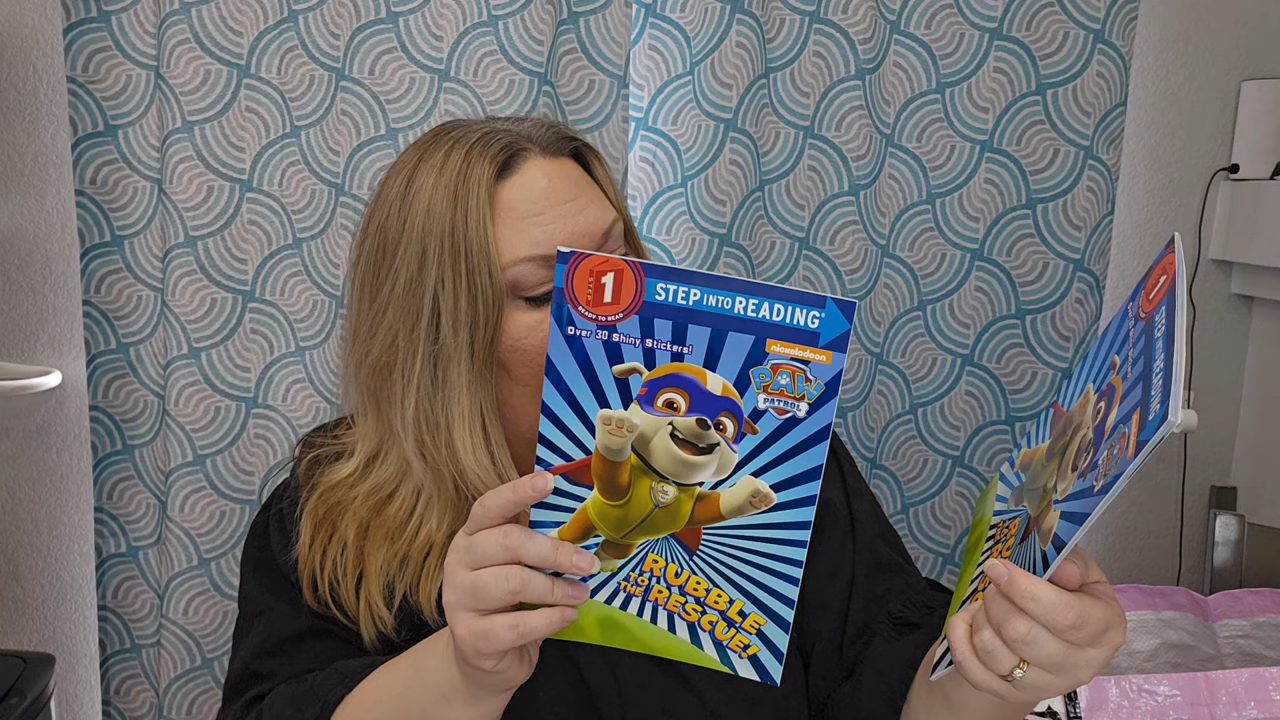 STEP 1
READY-TO-READ
STEP INTO READING®
Over 30 Shiny Stickers!
nickelodeon
PAW
PATROL
RUBBLE
TO THE RESCUE!
1
STEP INTO READING